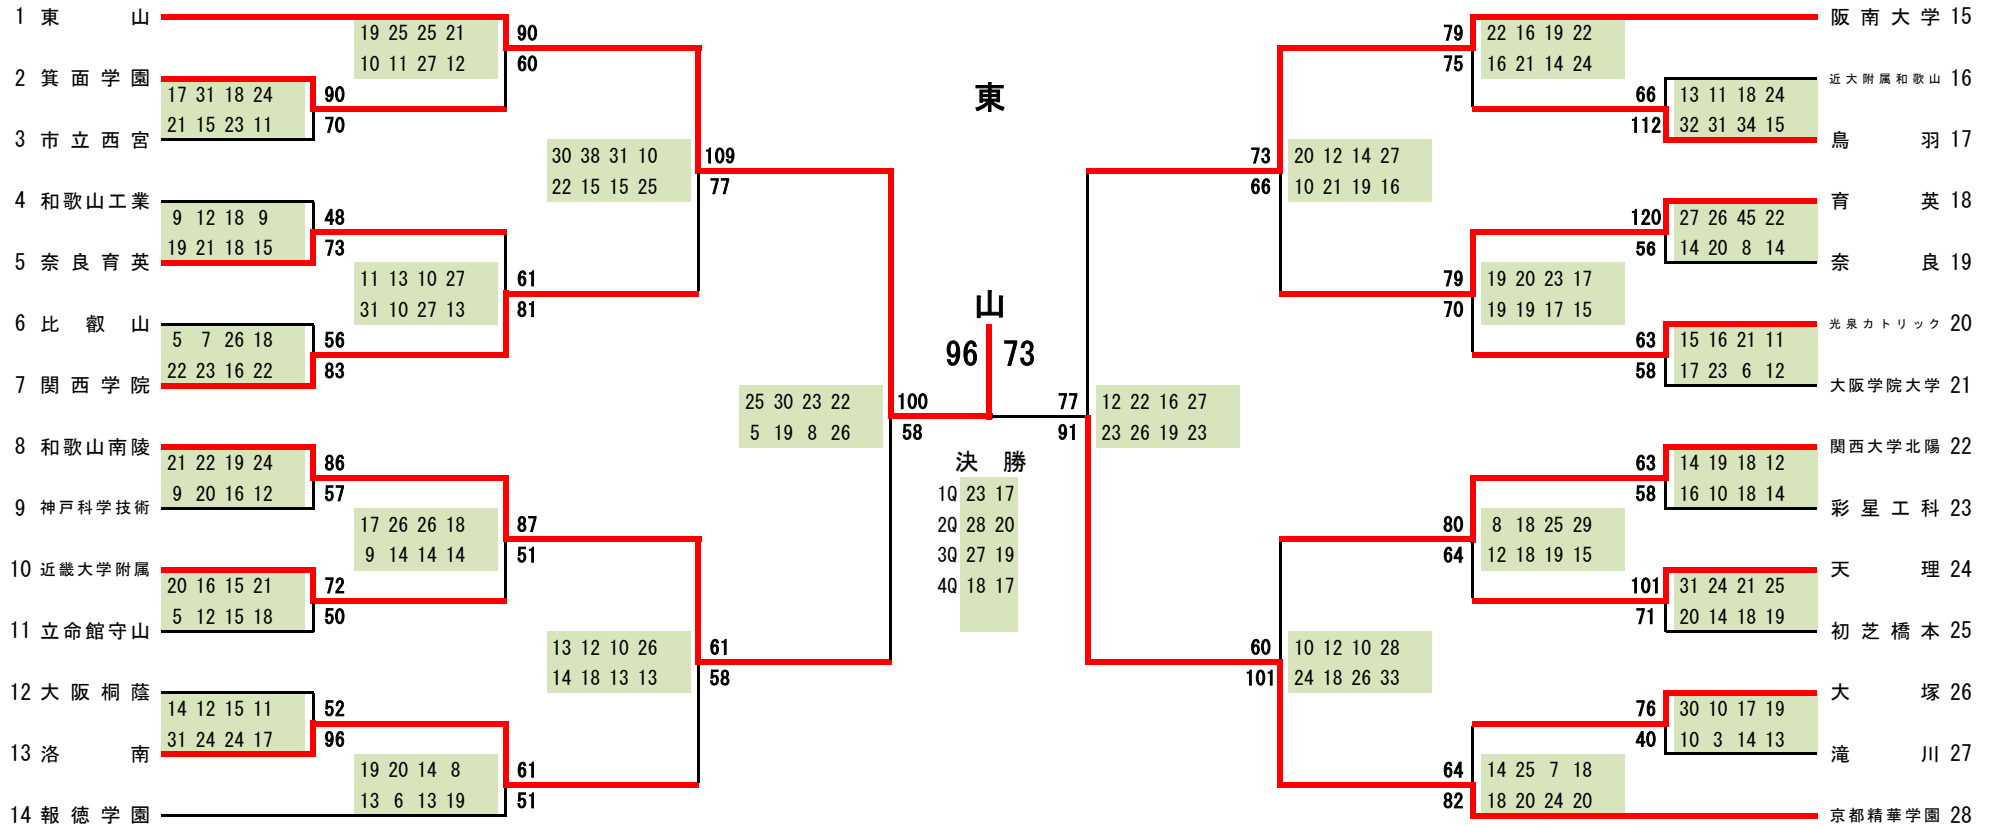 1 東山
19 25 25 21
10 11 27 12
90
60
2 箕面学園
17 31 18 24
21 15 23 11
90
70
3 市立西宮
30 38 31 10
22 15 15 25
109
77
4 和歌山工業
9 12 18 9
19 21 18 15
48
73
5 奈良育英
11 13 10 27
31 10 27 13
61
81
6 比叡山
5 7 26 18
22 23 16 22
56
83
7 関西学院
25 30 23 22
5 19 8 26
100
58
8 和歌山南陵
21 22 19 24
9 20 16 12
86
57
9 神戸科学技術
17 26 26 18
9 14 14 14
87
51
10 近畿大学附属
20 16 15 21
5 12 15 18
72
50
11 立命館守山
13 12 10 26
14 18 13 13
61
58
12 大阪桐蔭
14 12 15 11
31 24 24 17
52
96
13 洛南
19 20 14 8
13 6 13 19
61
51
14 報徳学園
東
山
96 73
決勝
1Q 23 17
2Q 28 20
3Q 27 19
4Q 18 17
阪南大学 15
79
75
22 16 19 22
16 21 14 24
近大附属和歌山 16
66
112
13 11 18 24
32 31 34 15
鳥羽 17
73
66
20 12 14 27
10 21 19 16
育英 18
120
56
27 26 45 22
14 20 8 14
奈良 19
79
70
19 20 23 17
19 19 17 15
光泉カトリック 20
63
58
15 16 21 11
17 23 6 12
大阪学院大学 21
77
91
12 22 16 27
23 26 19 23
関西大学北陽 22
63
58
14 19 18 12
16 10 18 14
彩星工科 23
80
64
8 18 25 29
12 18 19 15
天理 24
101
71
31 24 21 25
20 14 18 19
初芝橋本 25
60
101
10 12 10 28
24 18 26 33
大塚 26
76
40
30 10 17 19
10 3 14 13
滝川 27
64
82
14 25 7 18
18 20 24 20
京都精華学園 28